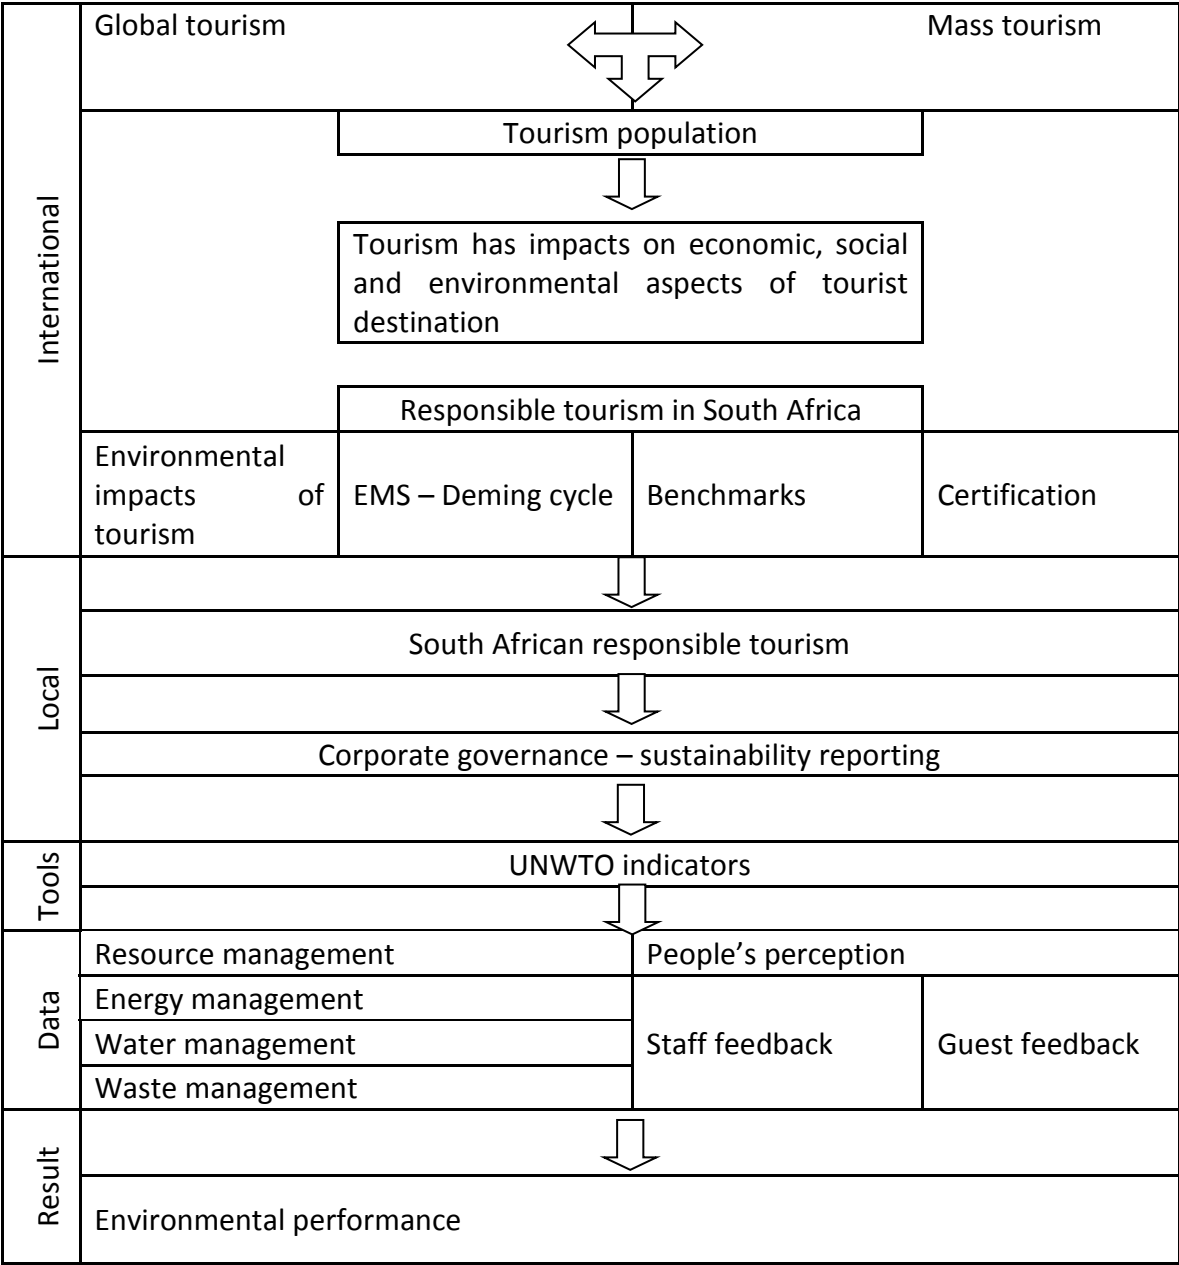 Global tourism
Mass tourism
International
Tourism population
Tourism has impacts on economic, social
and environmental aspects of tourist
destination
Responsible tourism in South Africa
Environmental
impacts of
tourism
EMS – Deming cycle
Benchmarks
Certification
Local
South African responsible tourism
Corporate governance – sustainability reporting
Tools
UNWTO indicators
Data
Resource management
People’s perception
Energy management
Water management
Waste management
Staff feedback
Guest feedback
Result
Environmental performance